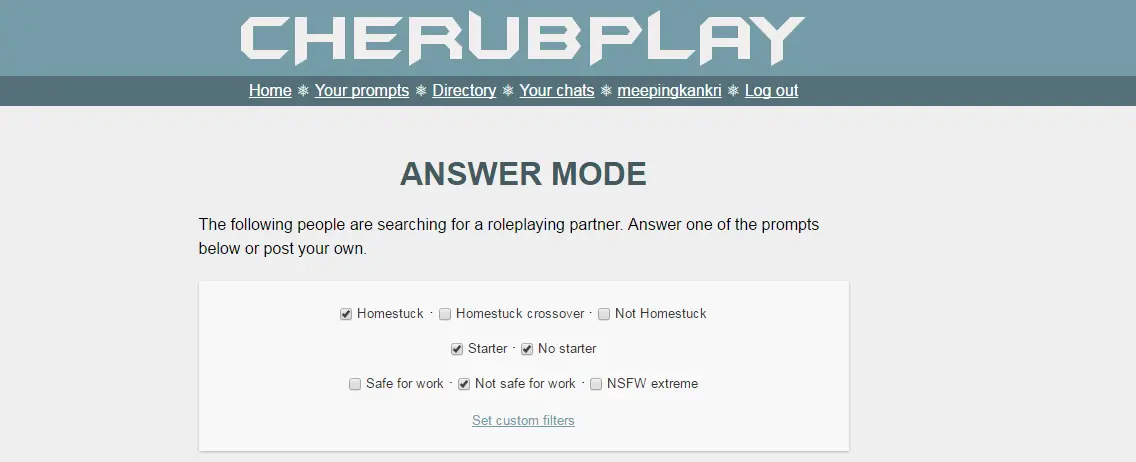 CHERUBPLAY
Home ❄ Your prompts ❄ Directory ❄ Your chats ❄ meepingkankri ❄ Log out
ANSWER MODE
The following people are searching for a roleplaying partner. Answer one of the prompts
below or post your own.
Homestuck · Homestuck crossover · Not Homestuck
Starter · No starter
Safe for work · Not safe for work · NSFW extreme
Set custom filters